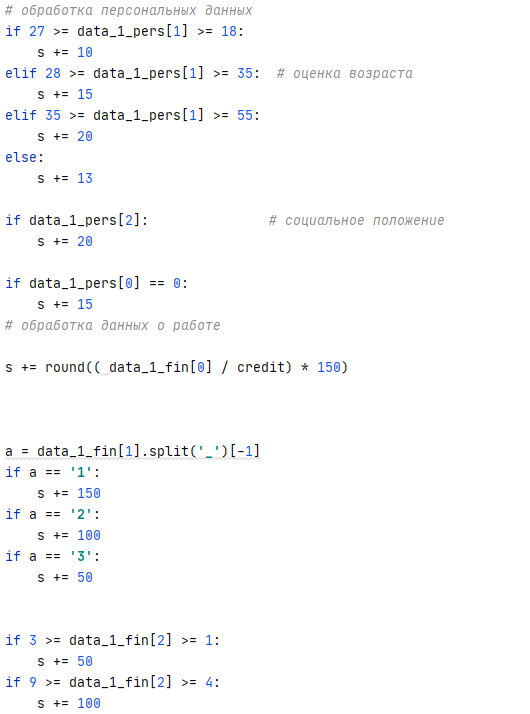 # обработка персональных данных
if 27 >= data_1_pers[1] >= 18:
    s += 10
elif 28 >= data_1_pers[1] >= 35:  # оценка возраста
    s += 15
elif 35 >= data_1_pers[1] >= 55:
    s += 20
else:
    s += 13

if data_1_pers[2]:               # социальное положение
    s += 20

if data_1_pers[0] == 0:
    s += 15
# обработка данных о работе

s += round(( data_1_fin[0] / credit) * 150)

a = data_1_fin[1].split('_')[-1]
if a == '1':
    s += 150
if a == '2':
    s += 100
if a == '3':
    s += 50

if 3 >= data_1_fin[2] >= 1:
    s += 50
if 9 >= data_1_fin[2] >= 4:
    s += 100